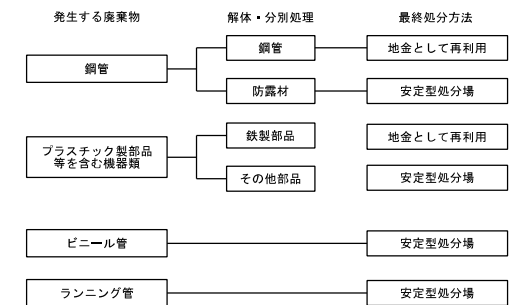 発生する廃棄物 解体・分別処理 最終処分方法
鋼管 鋼管 地金として再利用
防露材 安定型処分場
プラスチック製部品
等を含む機器類
鉄製部品 地金として再利用
その他部品 安定型処分場
ビニール管 安定型処分場
ランニング管 安定型処分場